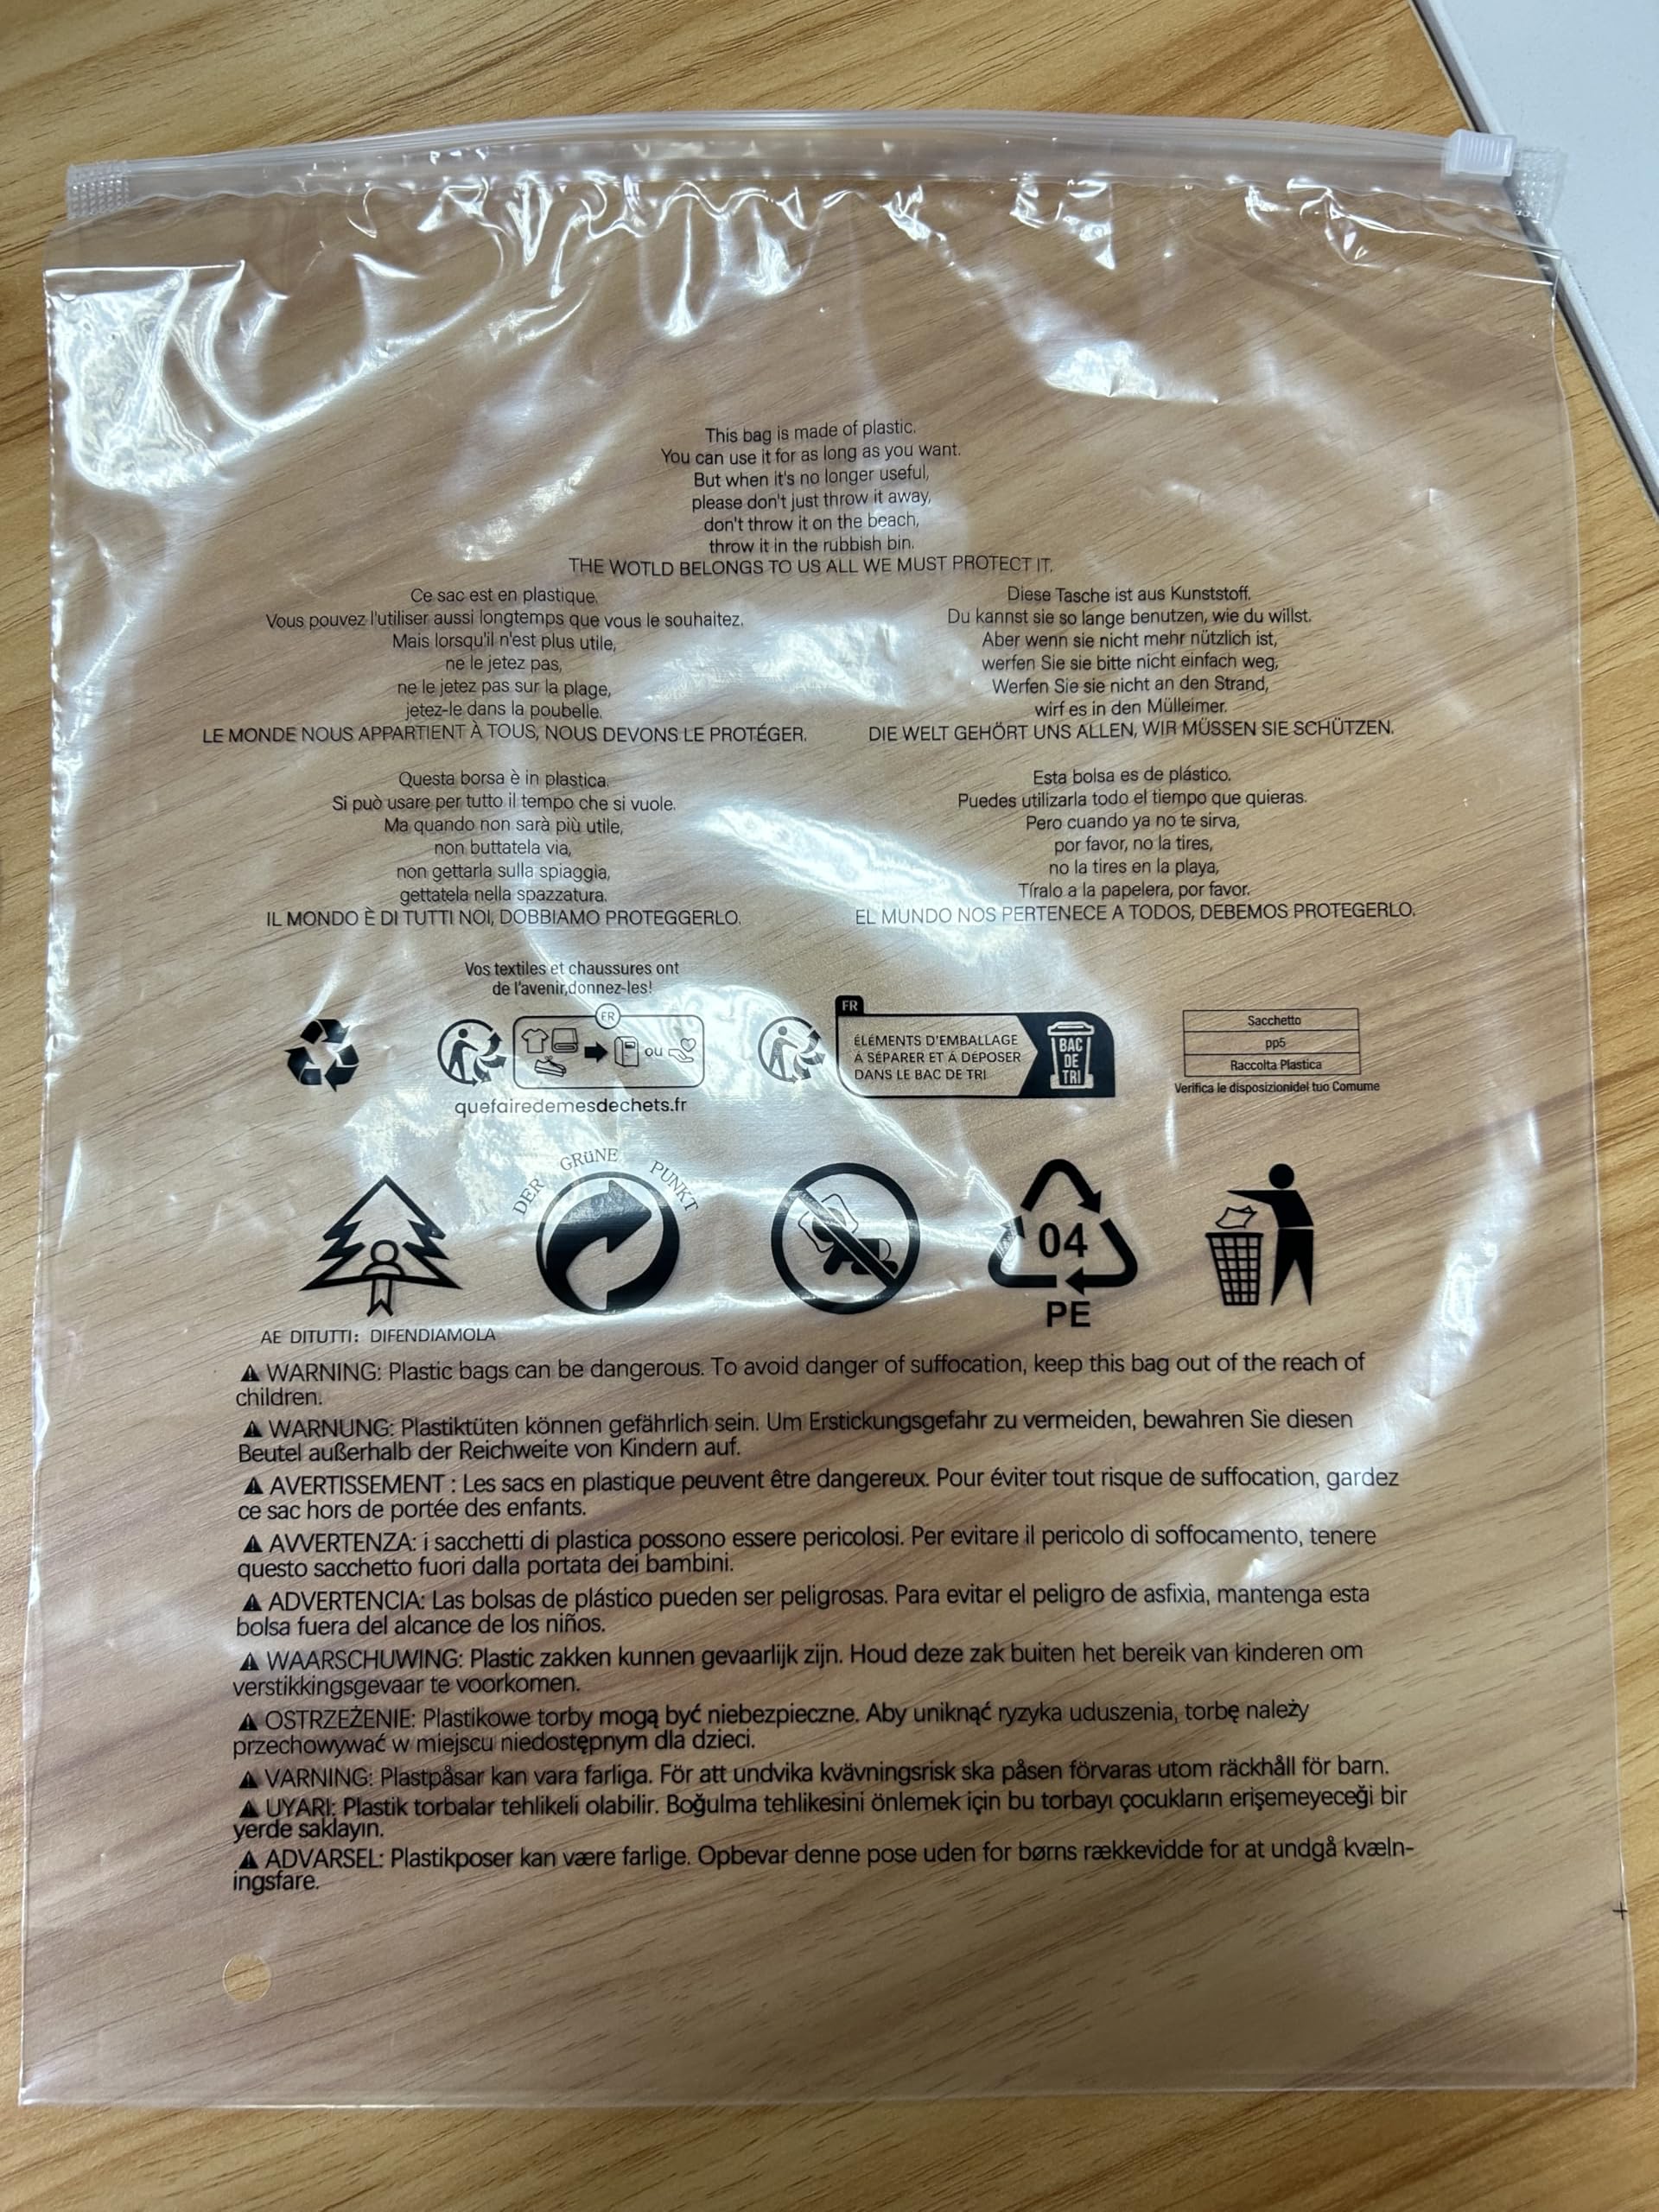 This bag is made of plastic.
You can use it for as long as you want.
But when it's no longer useful,
please don't just throw it away,
don't throw it on the beach,
throw it in the rubbish bin.
THE WOTLD BELONGS TO US ALL WE MUST PROTECT IT.
Ce sac est en plastique.
Vous pouvez l'utiliser aussi longtemps que vous le souhaitez.
Mais lorsqu'il n'est plus utile,
ne le jetez pas,
ne le jetez pas sur la plage,
jetez-le dans la poubelle.
LE MONDE NOUS APPARTIENT À TOUS, NOUS DEVONS LE PROTÉGER.
Diese Tasche ist aus Kunststoff.
Du kannst sie so lange benutzen, wie du willst.
Aber wenn sie nicht mehr nützlich ist,
werfen Sie sie bitte nicht einfach weg,
Werfen Sie sie nicht an den Strand,
wirf es in den Mülleimer.
DIE WELT GEHÖRT UNS ALLEN, WIR MÜSSEN SIE SCHÜTZEN.
Questa borsa è in plastica.
Si può usare per tutto il tempo che si vuole.
Ma quando non sarà più utile,
non buttatela via,
non gettarla sulla spiaggia,
gettatela nella spazzatura.
IL MONDO È DI TUTTI NOI, DOBBIAMO PROTEGGERLO.
Esta bolsa es de plástico.
Puedes utilizarla todo el tiempo que quieras.
Pero cuando ya no te sirva,
por favor, no la tires,
no la tires en la playa,
Tíralo a la papelera, por favor.
EL MUNDO NOS PERTENECE A TODOS, DEBEMOS PROTEGERLO.
Vos textiles et chaussures ont
de l'avenir,donnez-les!
FR
ou
quefairedemesdechets.fr
FR
ÉLÉMENTS D'EMBALLAGE
À SÉPARER ET À DÉPOSER
DANS LE BAC DE TRI
BAC
DE
TRI
Sacchetto
pp5
Raccolta Plastica
Verifica le disposizionidel tuo Comume
DER GRüNE PUNKT
04
PE
AE DITUTTI: DIFENDIAMOLA
⚠ WARNING: Plastic bags can be dangerous. To avoid danger of suffocation, keep this bag out of the reach of
children.
⚠ WARNUNG: Plastiktüten können gefährlich sein. Um Erstickungsgefahr zu vermeiden, bewahren Sie diesen
Beutel außerhalb der Reichweite von Kindern auf.
⚠ AVERTISSEMENT : Les sacs en plastique peuvent être dangereux. Pour éviter tout risque de suffocation, gardez
ce sac hors de portée des enfants.
⚠ AVVERTENZA: i sacchetti di plastica possono essere pericolosi. Per evitare il pericolo di soffocamento, tenere
questo sacchetto fuori dalla portata dei bambini.
⚠ ADVERTENCIA: Las bolsas de plástico pueden ser peligrosas. Para evitar el peligro de asfixia, mantenga esta
bolsa fuera del alcance de los niños.
⚠ WAARSCHUWING: Plastic zakken kunnen gevaarlijk zijn. Houd deze zak buiten het bereik van kinderen om
verstikkingsgevaar te voorkomen.
⚠ OSTRZEŻENIE: Plastikowe torby mogą być niebezpieczne. Aby uniknąć ryzyka uduszenia, torbę należy
przechowywać w miejscu niedostępnym dla dzieci.
⚠ VARNING: Plastpåsar kan vara farliga. För att undvika kvävningsrisk ska påsen förvaras utom räckhåll för barn.
⚠ UYARI: Plastik torbalar tehlikeli olabilir. Boğulma tehlikesini önlemek için bu torbayı çocukların erişemeyeceği bir
yerde saklayın.
⚠ ADVARSEL: Plastikposer kan være farlige. Opbevar denne pose uden for børns rækkevidde for at undgå kvæln-
ingsfare.